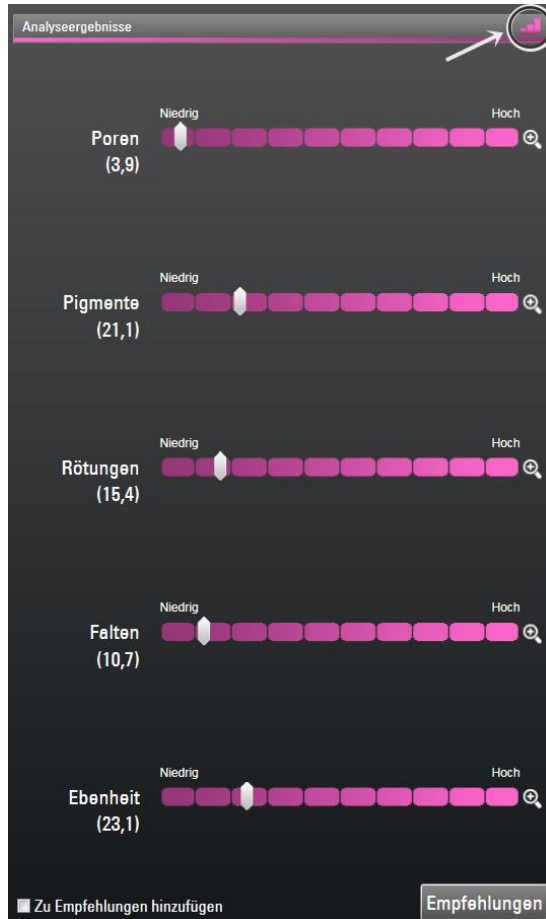 Analyseergebnisse
Niedrig Hoch
Poren
(3,9)
Niedrig Hoch
Pigmente
(21,1)
Niedrig Hoch
Rötungen
(15,4)
Niedrig Hoch
Falten
(10,7)
Niedrig Hoch
Ebenheit
(23,1)
Zu Empfehlungen hinzufügen
Empfehlungen